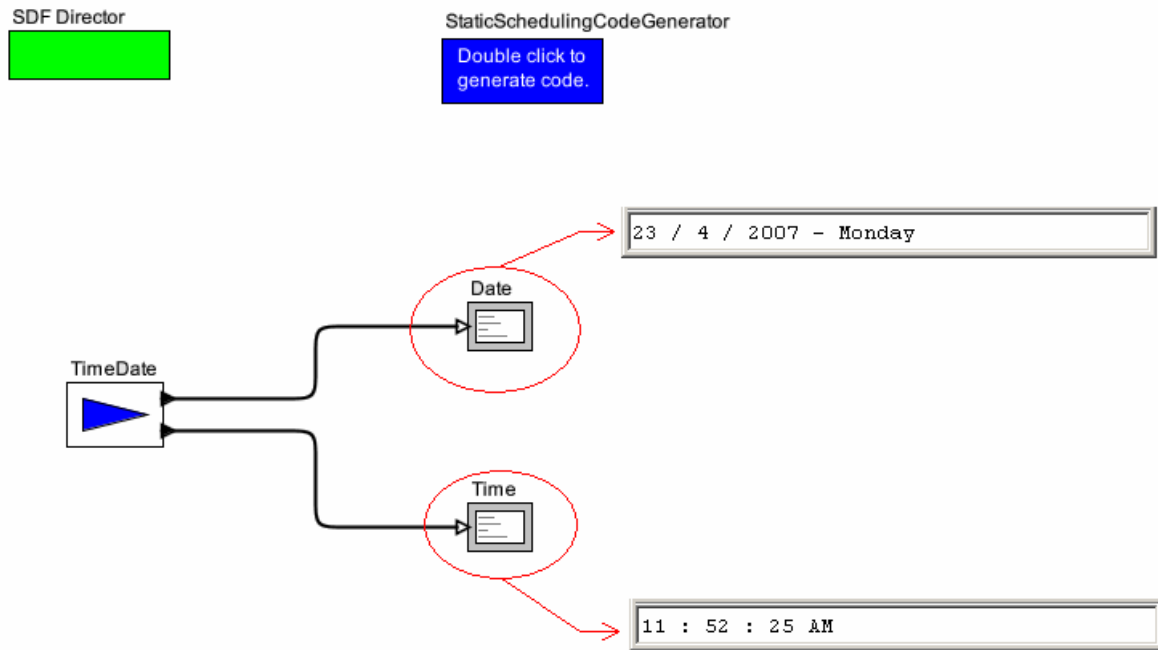 SDF Director
StaticSchedulingCodeGenerator
Double click to
generate code.
23 / 4 / 2007 - Monday
Date
TimeDate
Time
11 : 52 : 25 AM